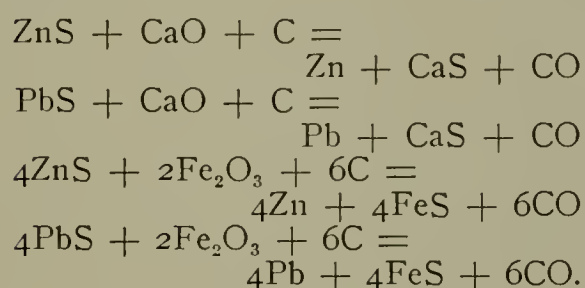 ZnS + CaO + C =
Zn + CaS + CO
PbS + CaO + C =
Pb + CaS + CO
4ZnS + 2Fe₂O₃ + 6C =
4Zn + 4FeS + 6CO
4PbS + 2Fe₂O₃ + 6C =
4Pb + 4FeS + 6CO.